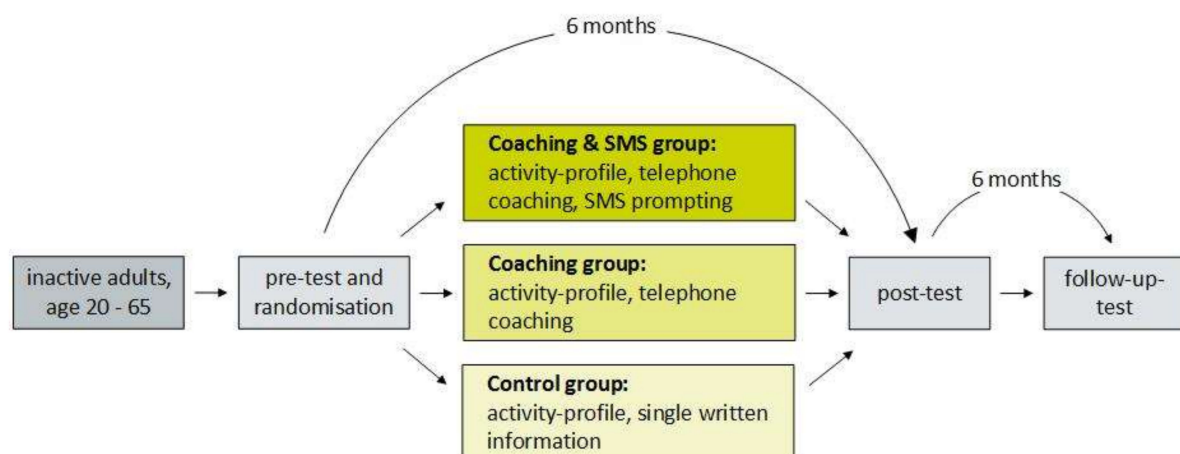 6 months
Coaching & SMS group:
activity-profile, telephone
coaching, SMS prompting
6 months
inactive adults,
age 20 - 65
pre-test and
randomisation
Coaching group:
activity-profile, telephone
coaching
post-test
follow-up-
test
Control group:
activity-profile, single written
information